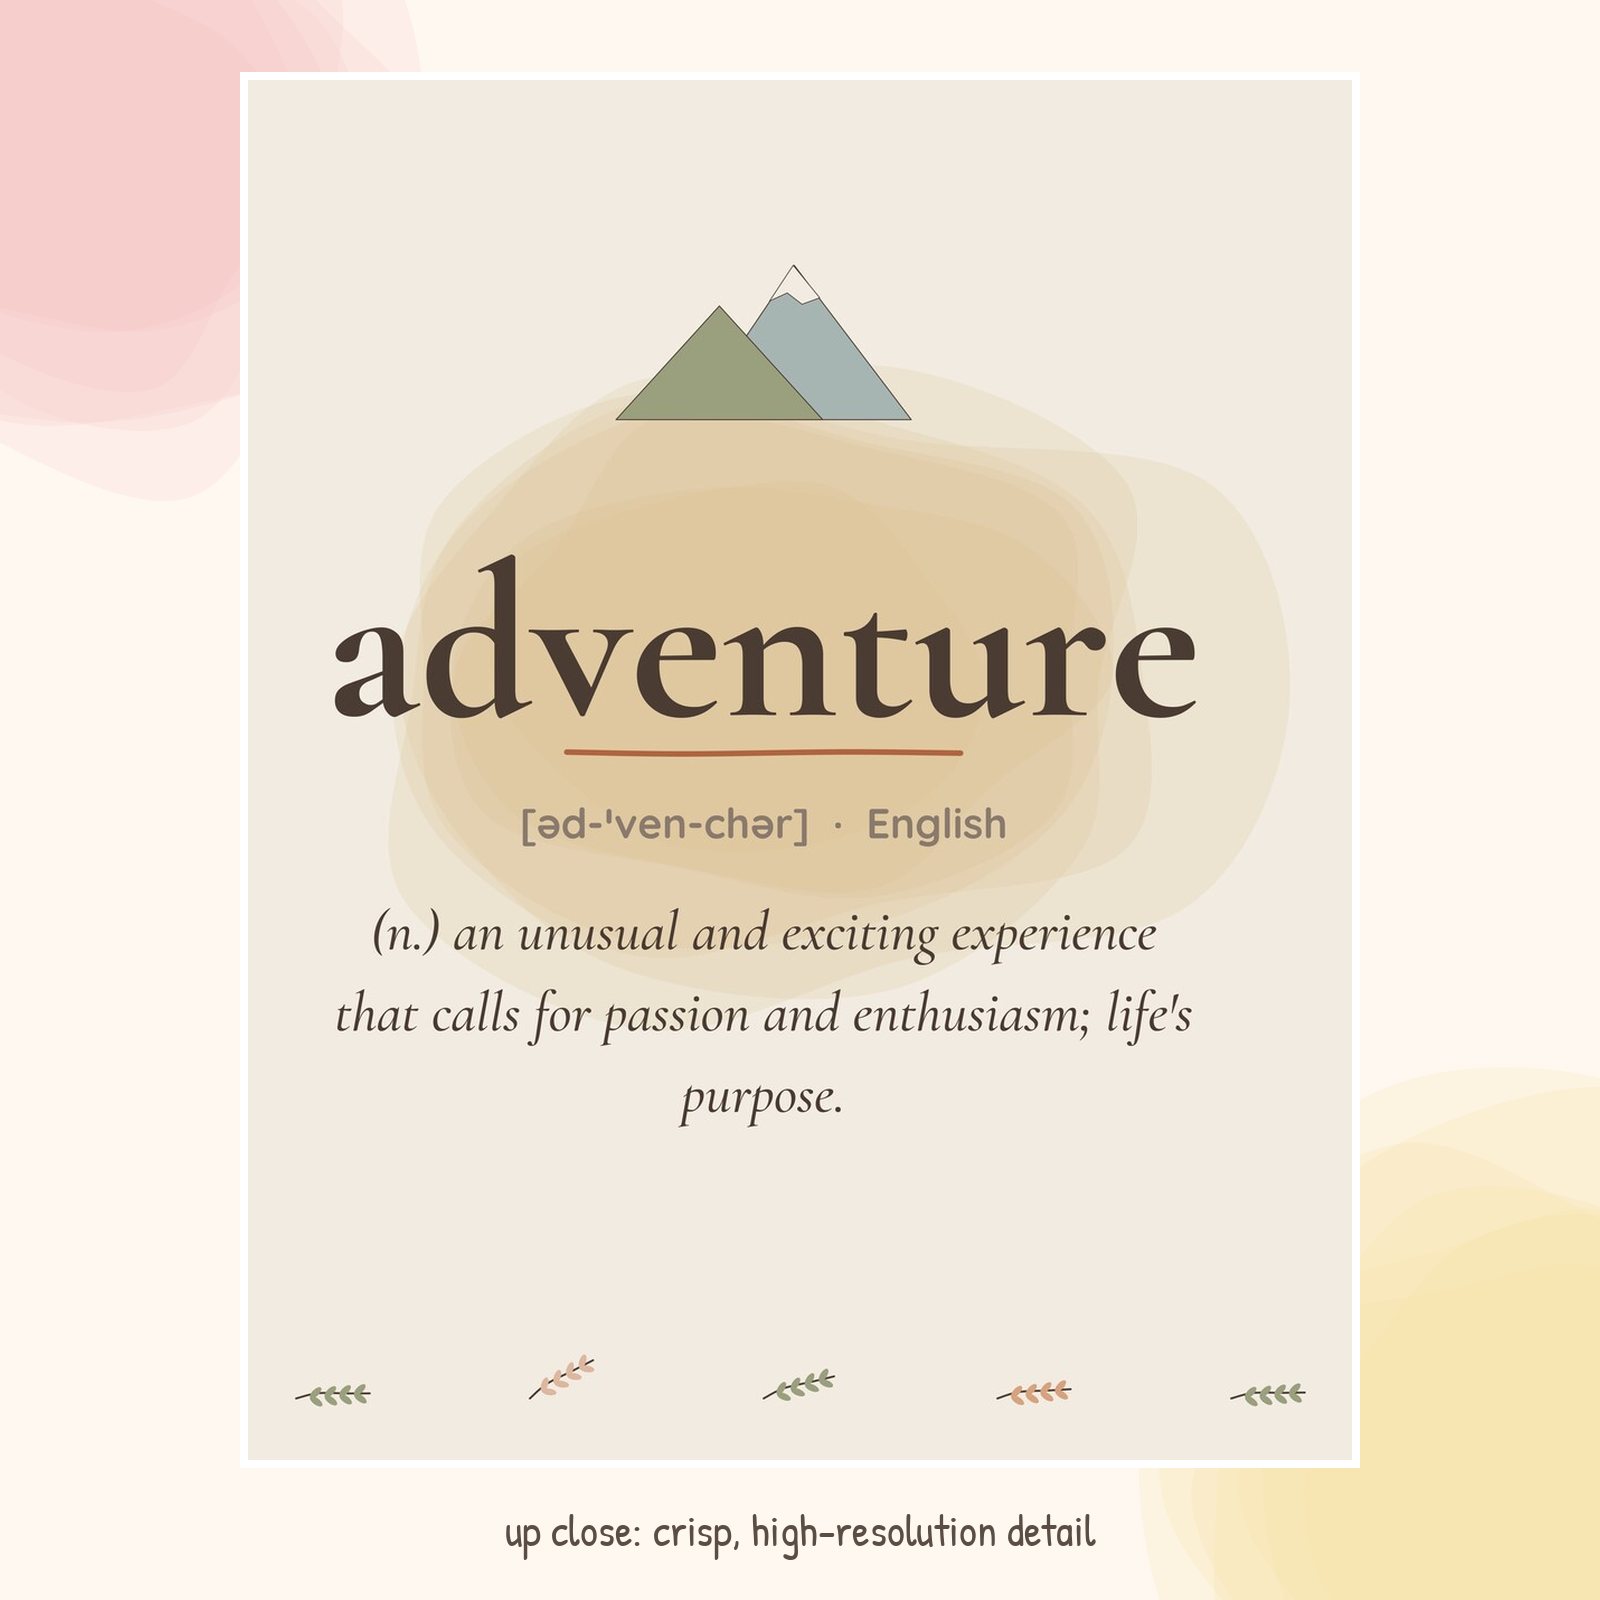 adventure
[əd-ˈven-chər] · English
(n.) an unusual and exciting experience
that calls for passion and enthusiasm; life's
purpose.
up close: crisp, high-resolution detail